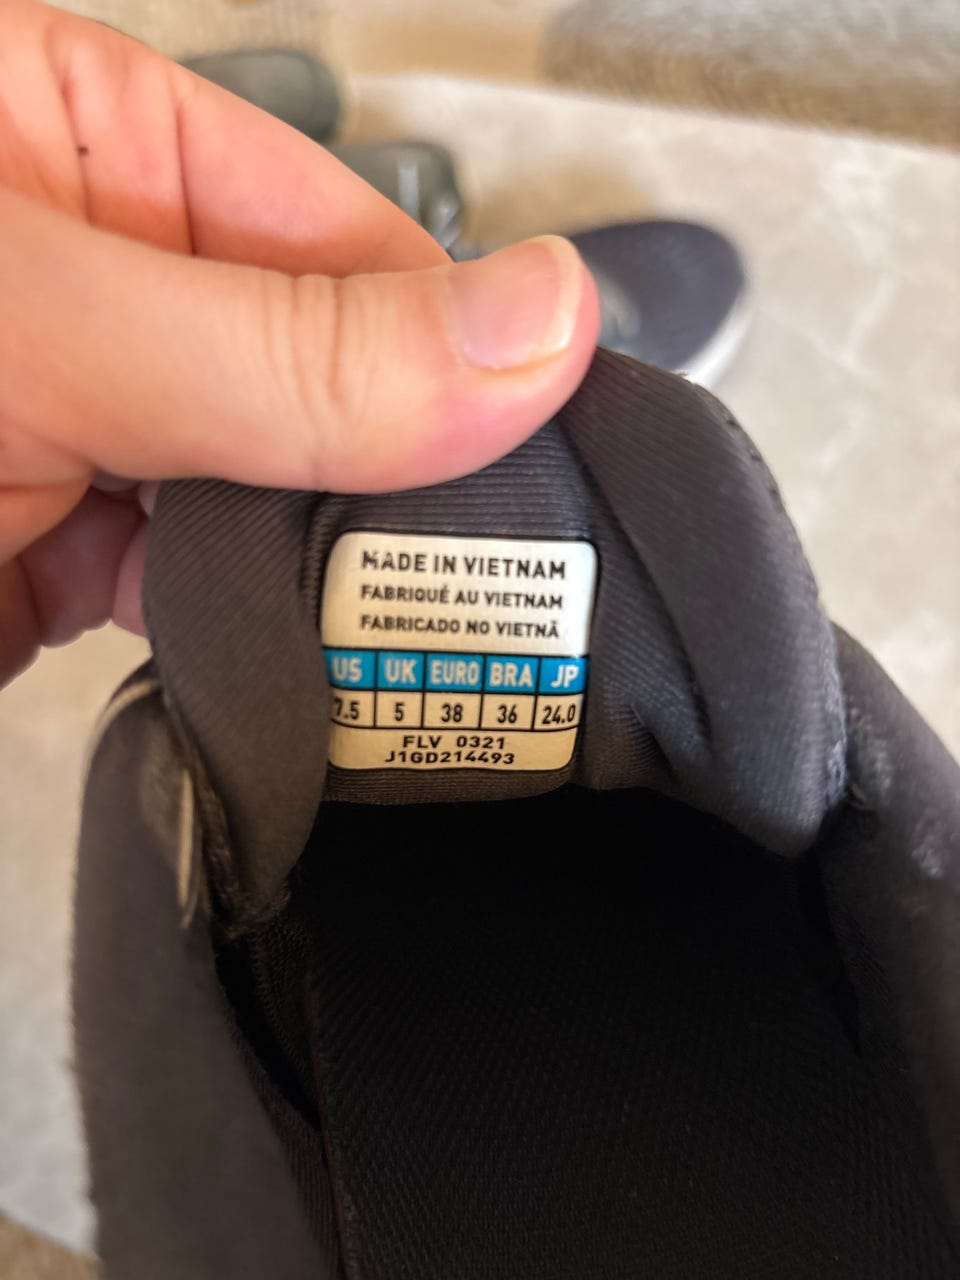 MADE IN VIETNAM
FABRIQUÉ AU VIETNAM
FABRICADO NO VIETNÃ
US UK EURO BRA JP
7.5 5 38 36 24.0
FLV 0321
J1GD214493